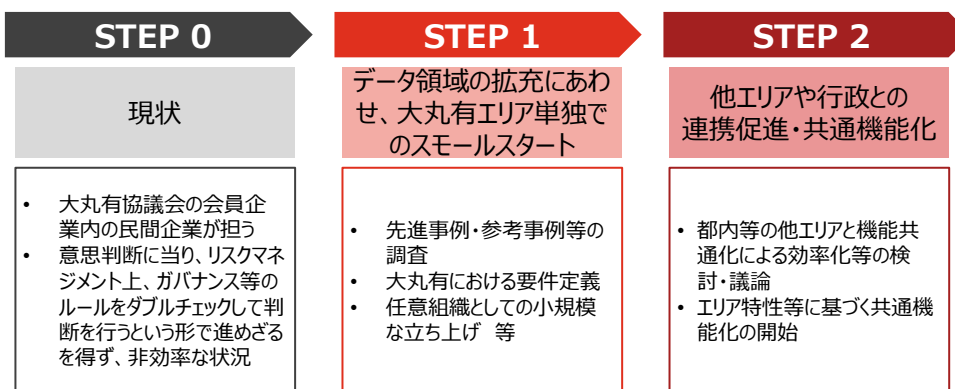 STEP 0
現状
• 大丸有協議会の会員企
業内の民間企業が担う
• 意思判断に当り、リスクマネ
ジメント上、ガバナンス等の
ルールをダブルチェックして判
断を行うという形で進めざる
を得ず、非効率な状況
STEP 1
データ領域の拡充にあわ
せ、大丸有エリア単独で
のスモールスタート
• 先進事例・参考事例等の
調査
• 大丸有における要件定義
• 任意組織としての小規模
な立ち上げ 等
STEP 2
他エリアや行政との
連携促進・共通機能化
• 都内等の他エリアと機能共
通化による効率化等の検
討・議論
• エリア特性等に基づく共通機
能化の開始